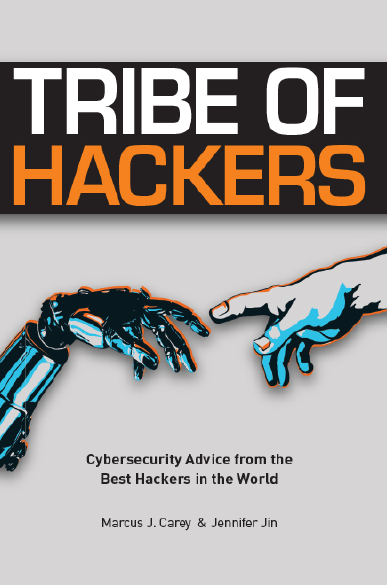 TRIBE OF
HACKERS
Cybersecurity Advice from the
Best Hackers in the World
Marcus J. Carey & Jennifer Jin